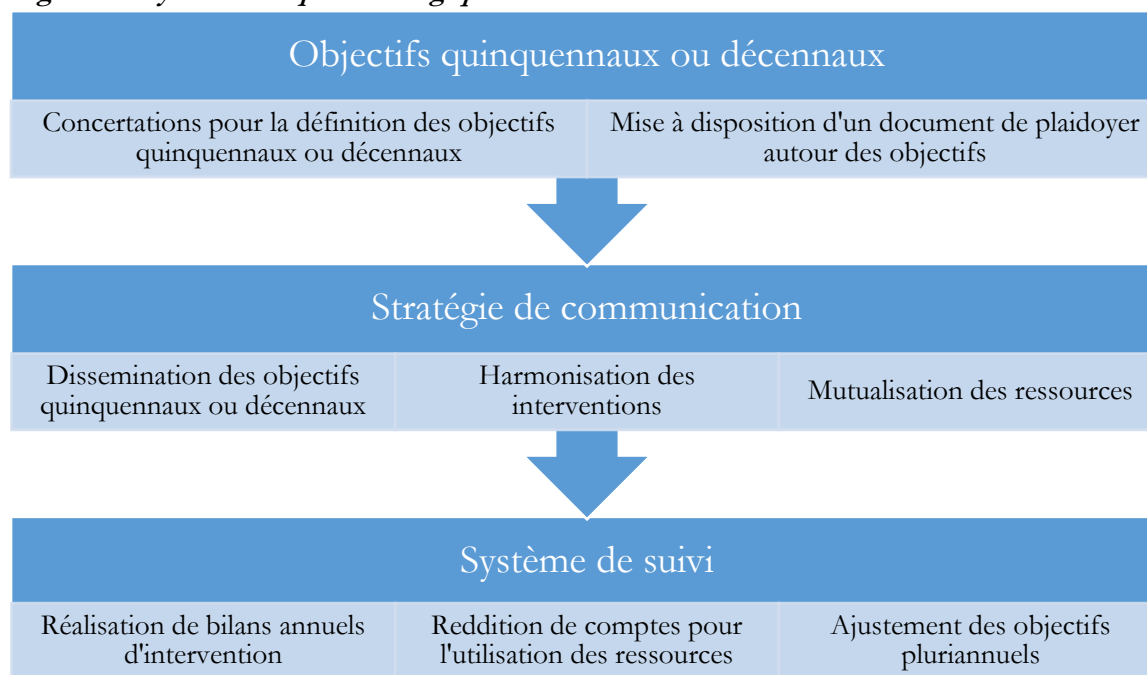 Objectifs quinquennaux ou décennaux
Concertations pour la définition des objectifs
quinquennaux ou décennaux
Mise à disposition d'un document de plaidoyer
autour des objectifs
Stratégie de communication
Dissemination des objectifs
quinquennaux ou décennaux
Harmonisation des
interventions
Mutualisation des ressources
Système de suivi
Réalisation de bilans annuels
d'intervention
Reddition de comptes pour
l'utilisation des ressources
Ajustement des objectifs
pluriannuels